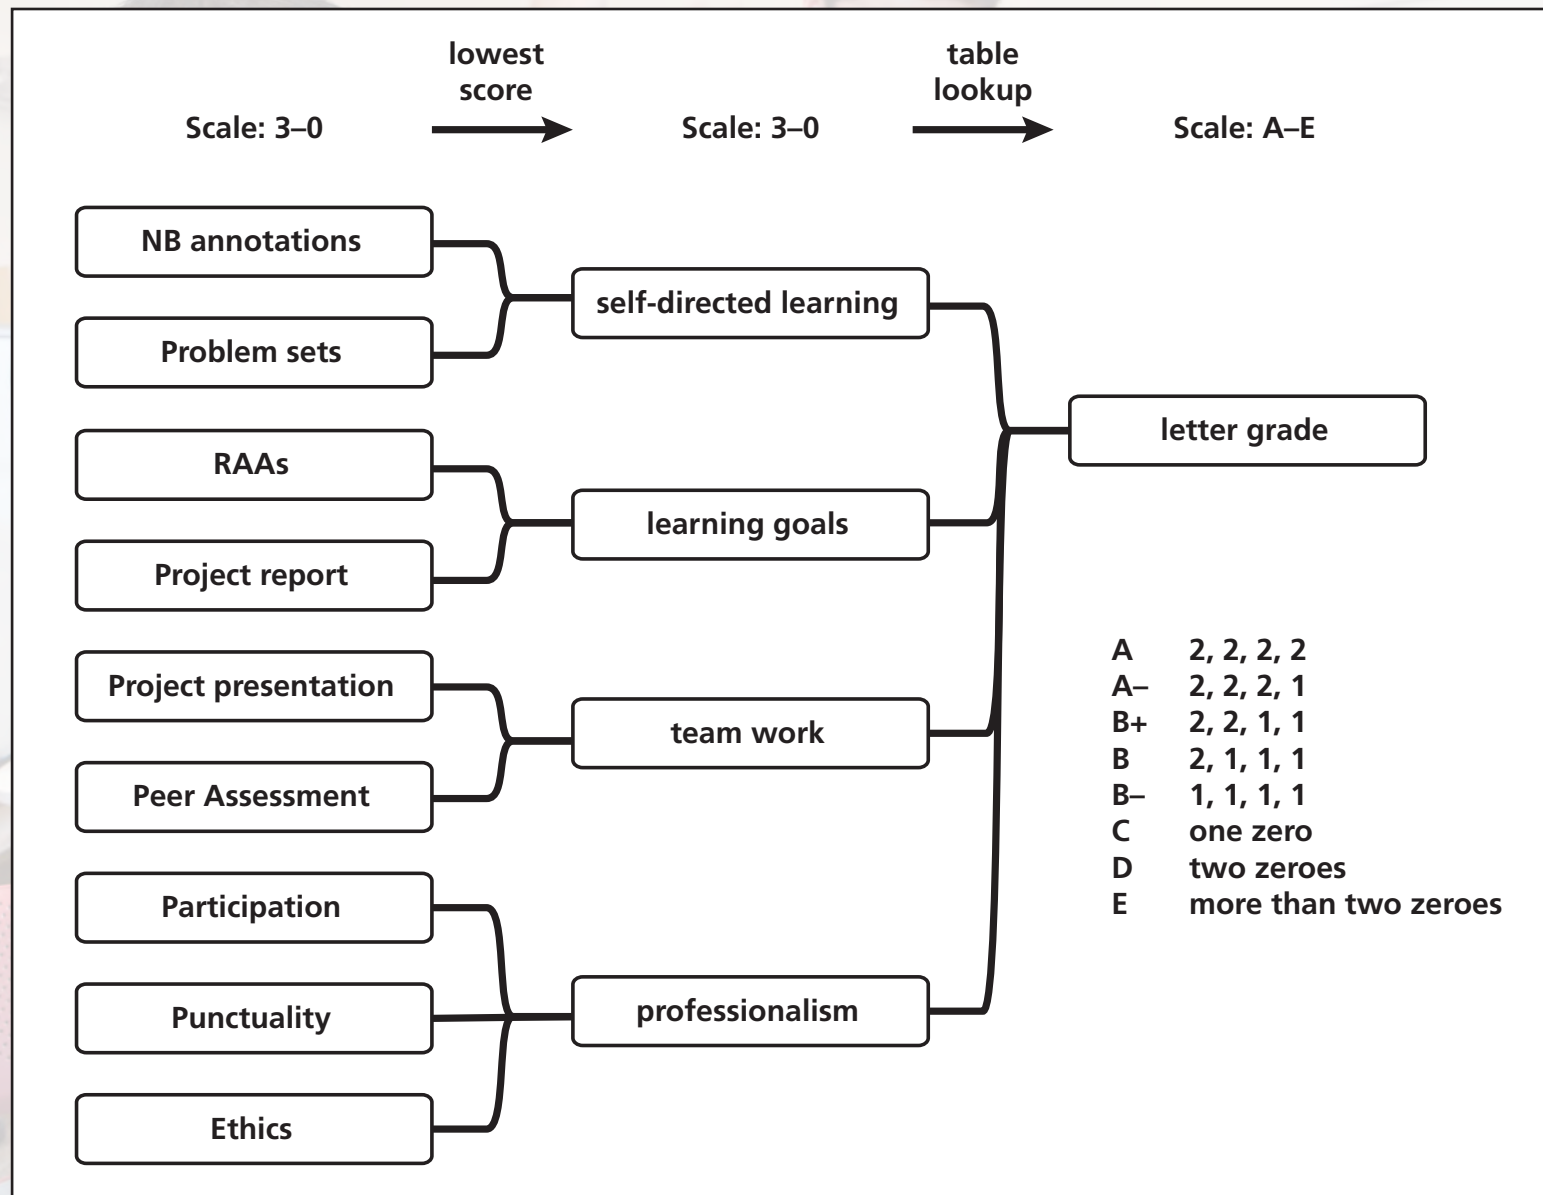 lowest
score
table
lookup
Scale: 3–0
Scale: 3–0
Scale: A–E
NB annotations
Problem sets
RAAs
Project report
Project presentation
Peer Assessment
Participation
Punctuality
Ethics
self-directed learning
learning goals
team work
professionalism
letter grade
A 2, 2, 2, 2
A– 2, 2, 2, 1
B+ 2, 2, 1, 1
B 2, 1, 1, 1
B– 1, 1, 1, 1
C one zero
D two zeroes
E more than two zeroes